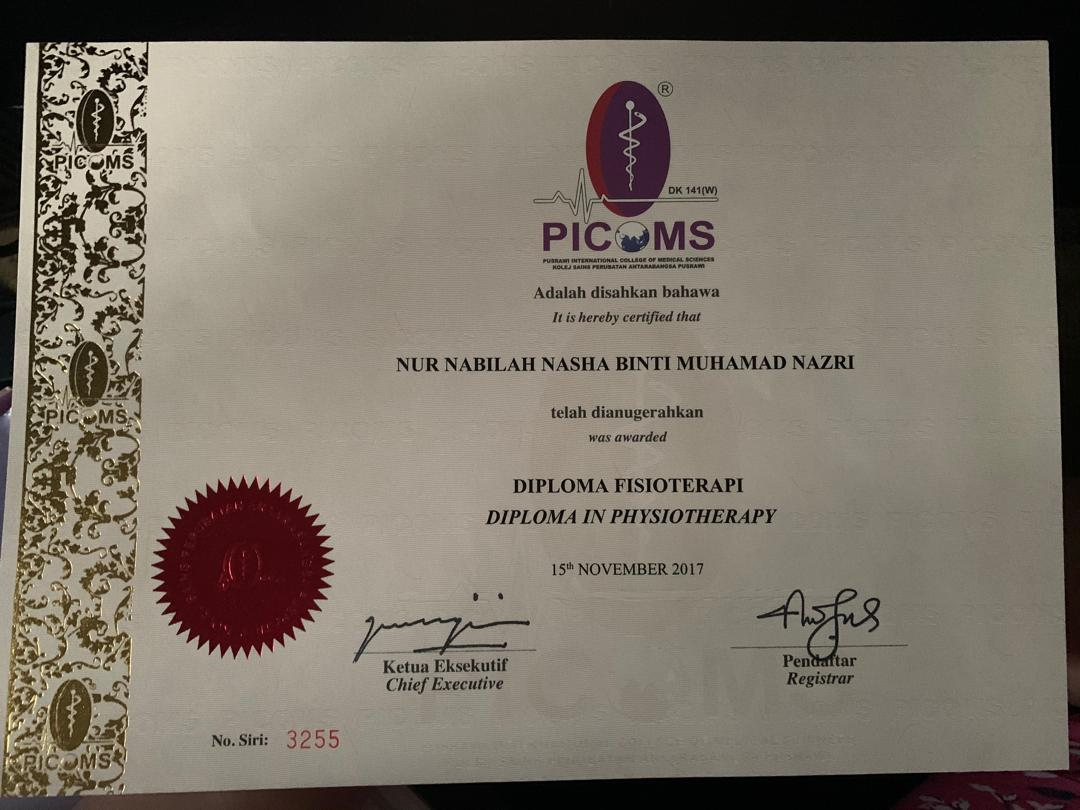 ®
DK 141(W)
PICOMS
PUSRAWI INTERNATIONAL COLLEGE OF MEDICAL SCIENCES
KOLEJ SAINS PERUBATAN ANTARABANGSA PUSRAWI
Adalah disahkan bahawa
It is hereby certified that
NUR NABILAH NASHA BINTI MUHAMAD NAZRI
telah dianugerahkan
was awarded
DIPLOMA FISIOTERAPI
DIPLOMA IN PHYSIOTHERAPY
15th NOVEMBER 2017
Ketua Eksekutif
Chief Executive
Pendaftar
Registrar
No. Siri: 3255
PICOMS
PICOMS
PICOMS